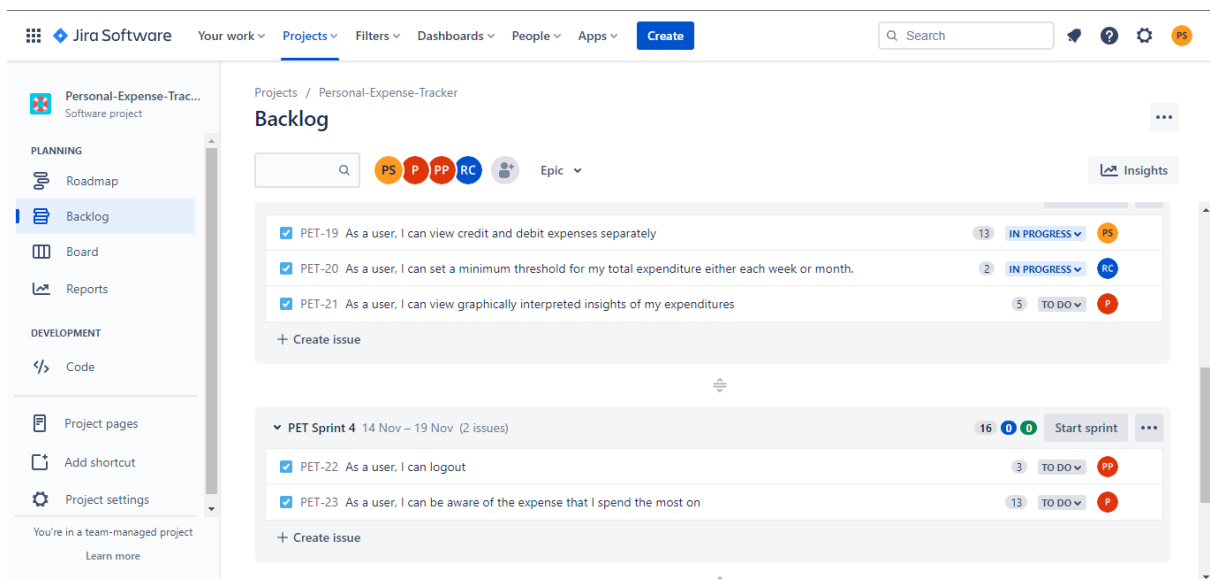 Jira Software Your work Projects Filters Dashboards People Apps Create Search PS
Personal-Expense-Trac...
Software project
PLANNING
Roadmap
Backlog
Board
Reports
DEVELOPMENT
Code
Project pages
Add shortcut
Project settings
You're in a team-managed project
Learn more
Projects / Personal-Expense-Tracker
Backlog
PS P PP RC Epic Insights
PET-19 As a user, I can view credit and debit expenses separately 13 IN PROGRESS PS
PET-20 As a user, I can set a minimum threshold for my total expenditure either each week or month. 2 IN PROGRESS RC
PET-21 As a user, I can view graphically interpreted insights of my expenditures 5 TO DO P
+ Create issue
PET Sprint 4 14 Nov – 19 Nov (2 issues) 16 0 0 Start sprint
PET-22 As a user, I can logout 3 TO DO PP
PET-23 As a user, I can be aware of the expense that I spend the most on 13 TO DO P
+ Create issue